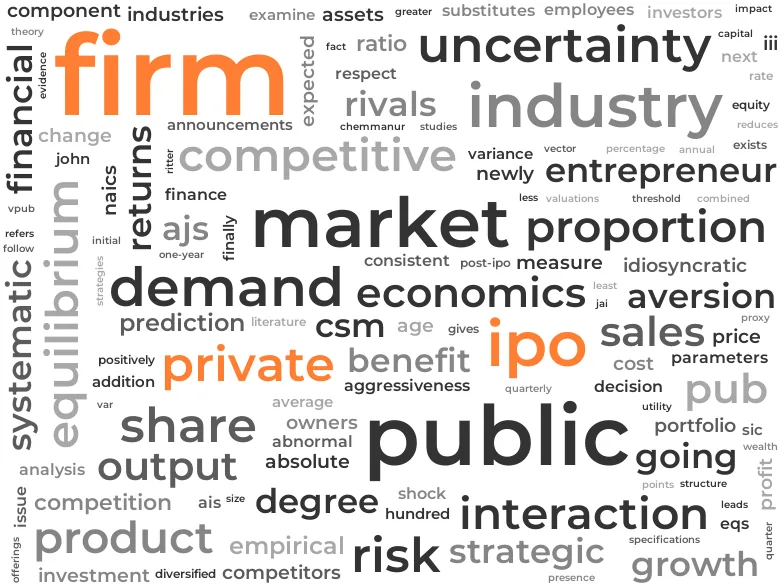 component industries examine assets greater substitutes employees investors impact
theory
firm
fact ratio uncertainty capital iii
next
evidence
financial
expected
respect
rate
rivals industry equity
change announcements chemmanur studies reduces
john returns ritter competitive variance vector percentage annual exists
newly entrepreneur
naics finance
less valuations threshold combined
vpub
equilibrium
ajs finally market proportion
refers
follow
initial
one-year
consistent post-ipo measure idiosyncratic
systematic
strategies
demand economics least aversion
jai
prediction literature csm age gives ipo sales proxy
price
positively private benefit cost parameters
addition aggressiveness quarterly decision pub
var average utility
share owners public portfolio sic
abnormal wealth
analysis output absolute going
profit
points structure
issue
competition ais size degree shock interaction leads
hundred eqs
product empirical risk strategic specifications
quarter
offerings
investment diversified competitors presence growth